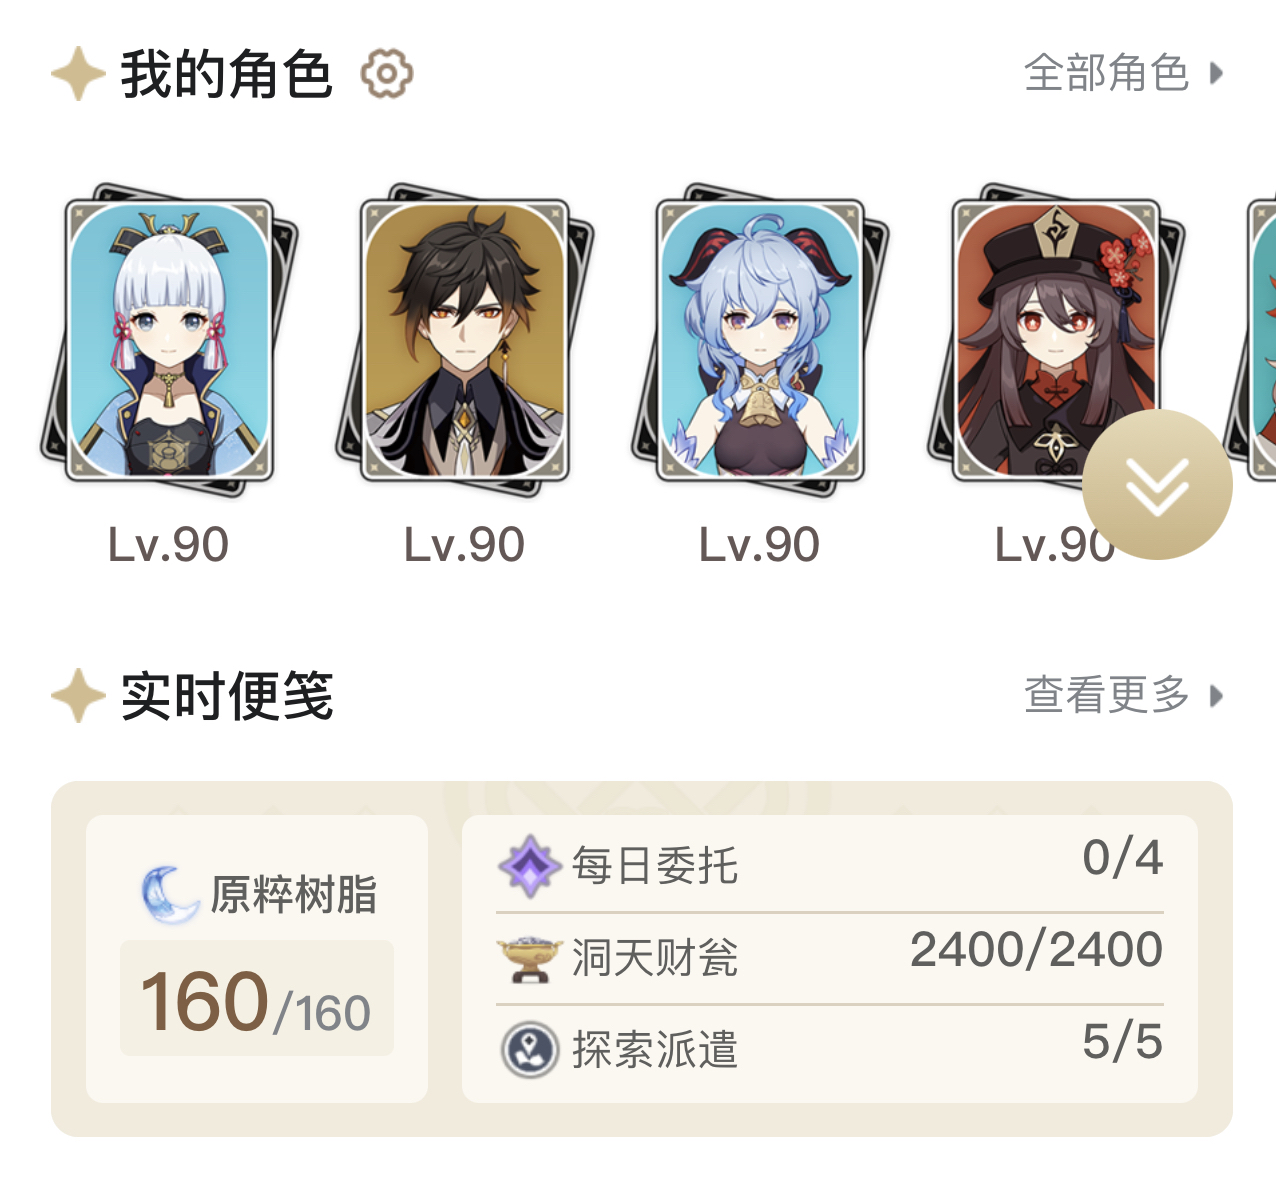 我的角色 全部角色
Lv.90 Lv.90 Lv.90 Lv.90
实时便笺 查看更多
原粹树脂
160/160
每日委托 0/4
洞天财瓮 2400/2400
探索派遣 5/5